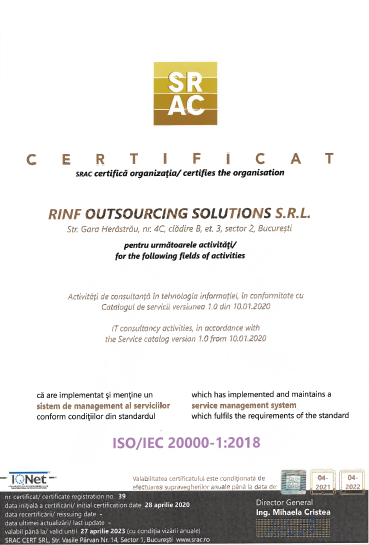 SR
AC
CERTIFICAT
SRAC certifică organizația/ certifies the organisation
RINF OUTSOURCING SOLUTIONS S.R.L.
Str. Gara Herăstrău, nr. 4C, clădire B, et. 3, sector 2, București
pentru următoarele activități/
for the following fields of activities
Activități de consultanță în tehnologia informației, în conformitate cu
Catalogul de servicii versiunea 1.0 din 10.01.2020
IT consultancy activities, in accordance with
the Service catalog version 1.0 from 10.01.2020
că are implementat și menține un
sistem de management al serviciilor
conform condițiilor din standardul
which has implemented and maintains a
service management system
which fulfils the requirements of the standard
ISO/IEC 20000-1:2018
IQNet
Valabilitatea certificatului este condiționată de
efectuarea supravegherilor anuale până la data de:
04-
2021
04-
2022
nr. certificat/ certificate registration no. 39
data inițială a certificării/ initial certification date 28 aprilie 2020
data recertificării/ reissuing date -
data ultimei actualizări/ last update -
valabil până la/ valid until 27 aprilie 2023 (cu condiția vizării anuale)
SRAC CERT SRL, Str. Vasile Pârvan Nr. 14, Sector 1, București www.srac.ro
Director General
Ing. Mihaela Cristea